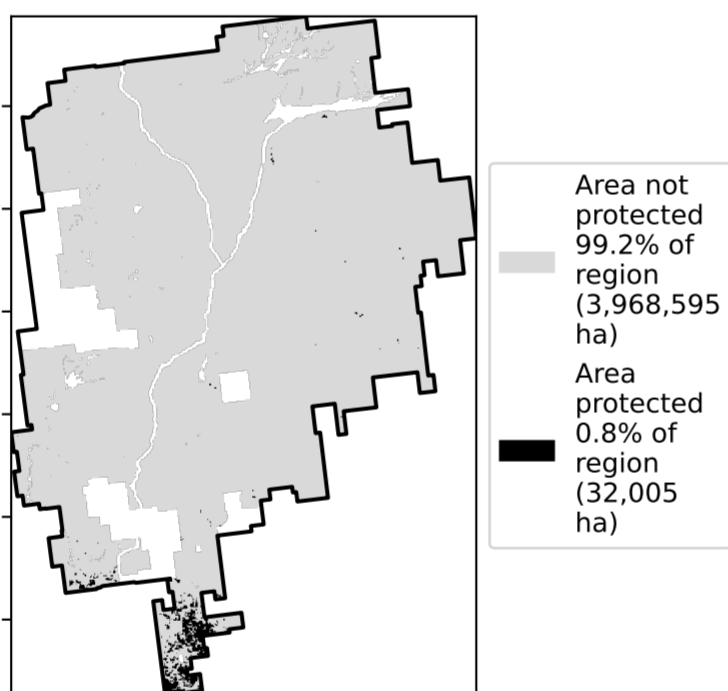 Area not
protected
99.2% of
region
(3,968,595
ha)
Area
protected
0.8% of
region
(32,005
ha)